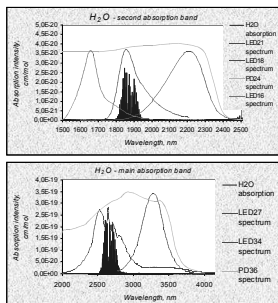 H2O - second absorption band
Absorption intensity, cm/mol
5,0E-20
4,5E-20
4,0E-20
3,5E-20
3,0E-20
2,5E-20
2,0E-20
1,5E-20
1,0E-20
5,0E-21
0,0E+00
1500 1600 1700 1800 1900 2000 2100 2200 2300 2400 2500
Wavelength, nm
H2O absorption
LED21 spectrum
LED18 spectrum
PD24 spectrum
LED16 spectrum
H2O - main absorption band
Absorption intensity, cm/mol
4,0E-19
3,5E-19
3,0E-19
2,5E-19
2,0E-19
1,5E-19
1,0E-19
5,0E-20
0,0E+00
2000 2500 3000 3500 4000
Wavelength, nm
H2O absorption
LED27 spectrum
LED34 spectrum
PD36 spectrum